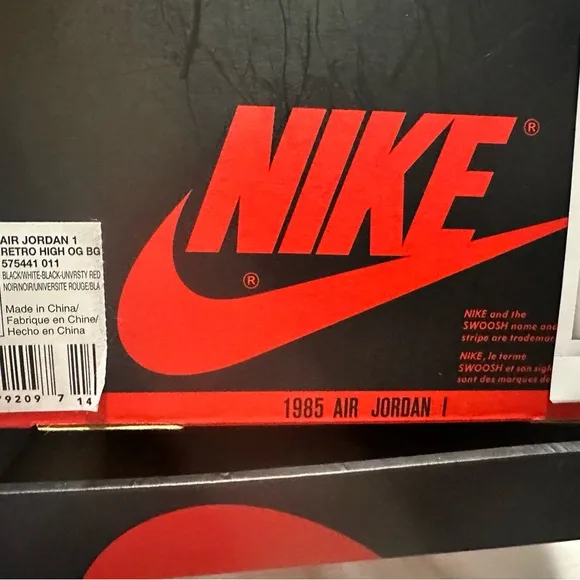 NIKE®
®
AIR JORDAN 1
RETRO HIGH OG BG
575441 011
BLACK/WHITE-BLACK-UNVRSTY RED
NOIR/NOIR/UNIVERSITE ROUGE/BLA
Made in China/
Fabrique en Chine/
Hecho en China
79209 7 14
NIKE and the
SWOOSH name and
stripe are trademar
NIKE, le terme
SWOOSH et son sigl
sont des marques de
1985 AIR JORDAN I